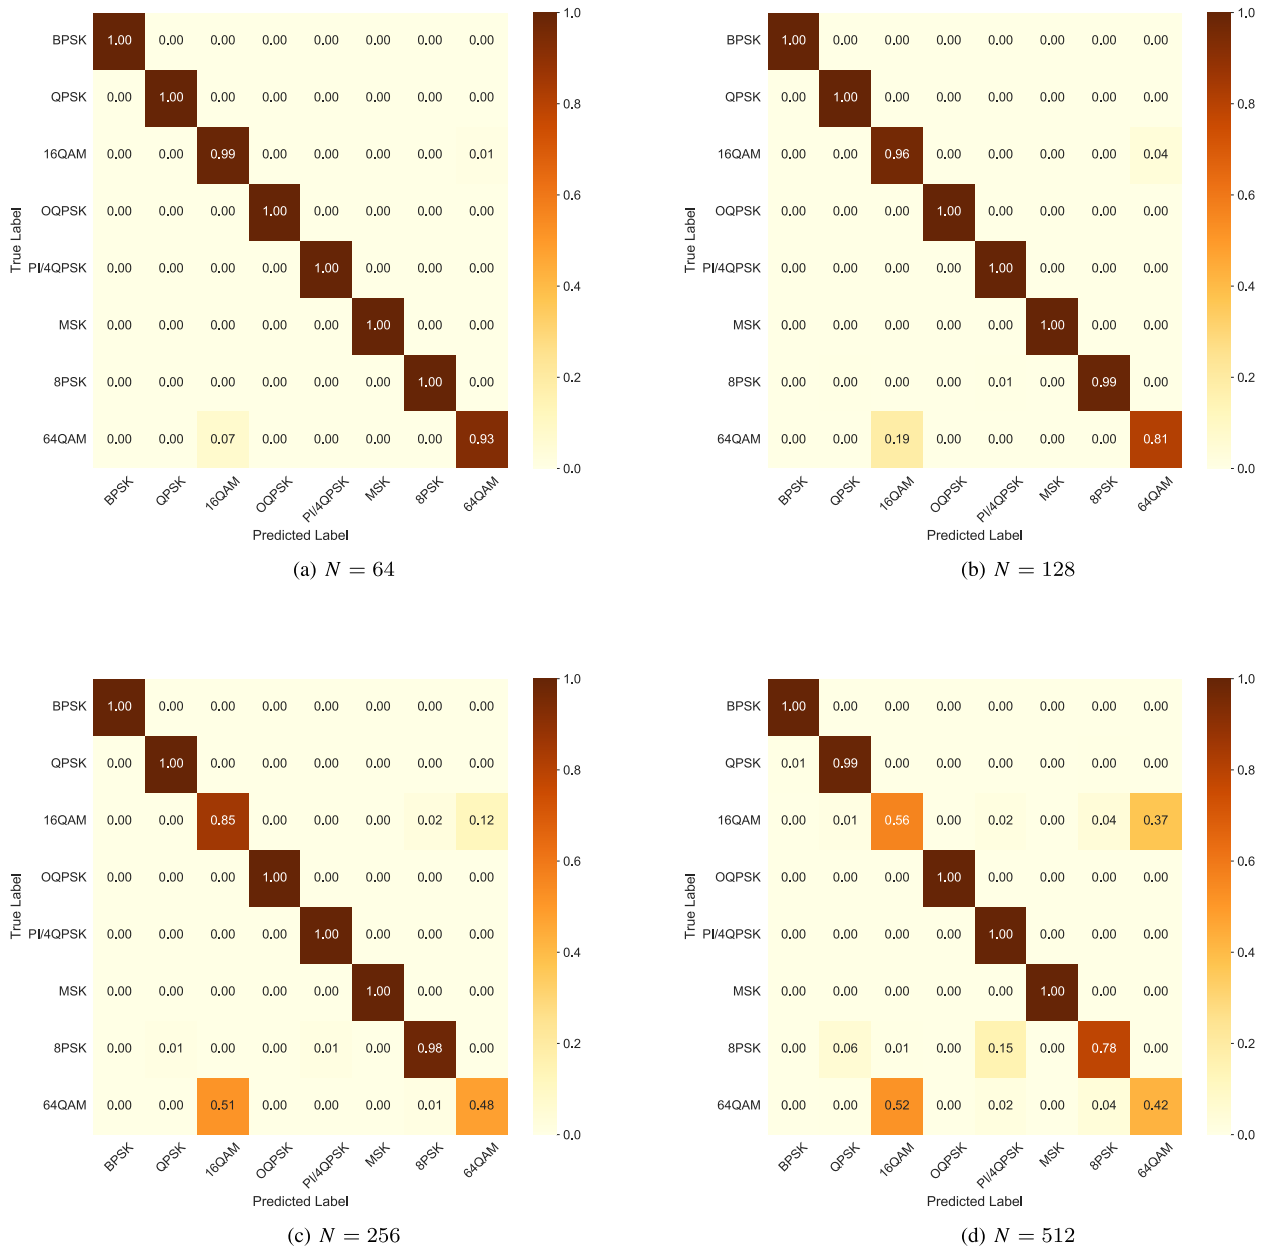 BPSK 1.00 0.00 0.00 0.00 0.00 0.00 0.00 0.00
QPSK 0.00 1.00 0.00 0.00 0.00 0.00 0.00 0.00
16QAM 0.00 0.00 0.99 0.00 0.00 0.00 0.00 0.01
OQPSK 0.00 0.00 0.00 1.00 0.00 0.00 0.00 0.00
PI/4QPSK 0.00 0.00 0.00 0.00 1.00 0.00 0.00 0.00
MSK 0.00 0.00 0.00 0.00 0.00 1.00 0.00 0.00
8PSK 0.00 0.00 0.00 0.00 0.00 0.00 1.00 0.00
64QAM 0.00 0.00 0.07 0.00 0.00 0.00 0.00 0.93
True Label
BPSK QPSK 16QAM OQPSK PI/4QPSK MSK 8PSK 64QAM
Predicted Label
1.0
0.8
0.6
0.4
0.2
0.0
(a) N = 64
BPSK 1.00 0.00 0.00 0.00 0.00 0.00 0.00 0.00
QPSK 0.00 1.00 0.00 0.00 0.00 0.00 0.00 0.00
16QAM 0.00 0.00 0.96 0.00 0.00 0.00 0.00 0.04
OQPSK 0.00 0.00 0.00 1.00 0.00 0.00 0.00 0.00
PI/4QPSK 0.00 0.00 0.00 0.00 1.00 0.00 0.00 0.00
MSK 0.00 0.00 0.00 0.00 0.00 1.00 0.00 0.00
8PSK 0.00 0.00 0.00 0.00 0.01 0.00 0.99 0.00
64QAM 0.00 0.00 0.19 0.00 0.00 0.00 0.00 0.81
True Label
BPSK QPSK 16QAM OQPSK PI/4QPSK MSK 8PSK 64QAM
Predicted Label
1.0
0.8
0.6
0.4
0.2
0.0
(b) N = 128
BPSK 1.00 0.00 0.00 0.00 0.00 0.00 0.00 0.00
QPSK 0.00 1.00 0.00 0.00 0.00 0.00 0.00 0.00
16QAM 0.00 0.00 0.85 0.00 0.00 0.00 0.02 0.12
OQPSK 0.00 0.00 0.00 1.00 0.00 0.00 0.00 0.00
PI/4QPSK 0.00 0.00 0.00 0.00 1.00 0.00 0.00 0.00
MSK 0.00 0.00 0.00 0.00 0.00 1.00 0.00 0.00
8PSK 0.00 0.01 0.00 0.00 0.01 0.00 0.98 0.00
64QAM 0.00 0.00 0.51 0.00 0.00 0.00 0.01 0.48
True Label
BPSK QPSK 16QAM OQPSK PI/4QPSK MSK 8PSK 64QAM
Predicted Label
1.0
0.8
0.6
0.4
0.2
0.0
(c) N = 256
BPSK 1.00 0.00 0.00 0.00 0.00 0.00 0.00 0.00
QPSK 0.01 0.99 0.00 0.00 0.00 0.00 0.00 0.00
16QAM 0.00 0.01 0.56 0.00 0.02 0.00 0.04 0.37
OQPSK 0.00 0.00 0.00 1.00 0.00 0.00 0.00 0.00
PI/4QPSK 0.00 0.00 0.00 0.00 1.00 0.00 0.00 0.00
MSK 0.00 0.00 0.00 0.00 0.00 1.00 0.00 0.00
8PSK 0.00 0.06 0.01 0.00 0.15 0.00 0.78 0.00
64QAM 0.00 0.00 0.52 0.00 0.02 0.00 0.04 0.42
True Label
BPSK QPSK 16QAM OQPSK PI/4QPSK MSK 8PSK 64QAM
Predicted Label
1.0
0.8
0.6
0.4
0.2
0.0
(d) N = 512